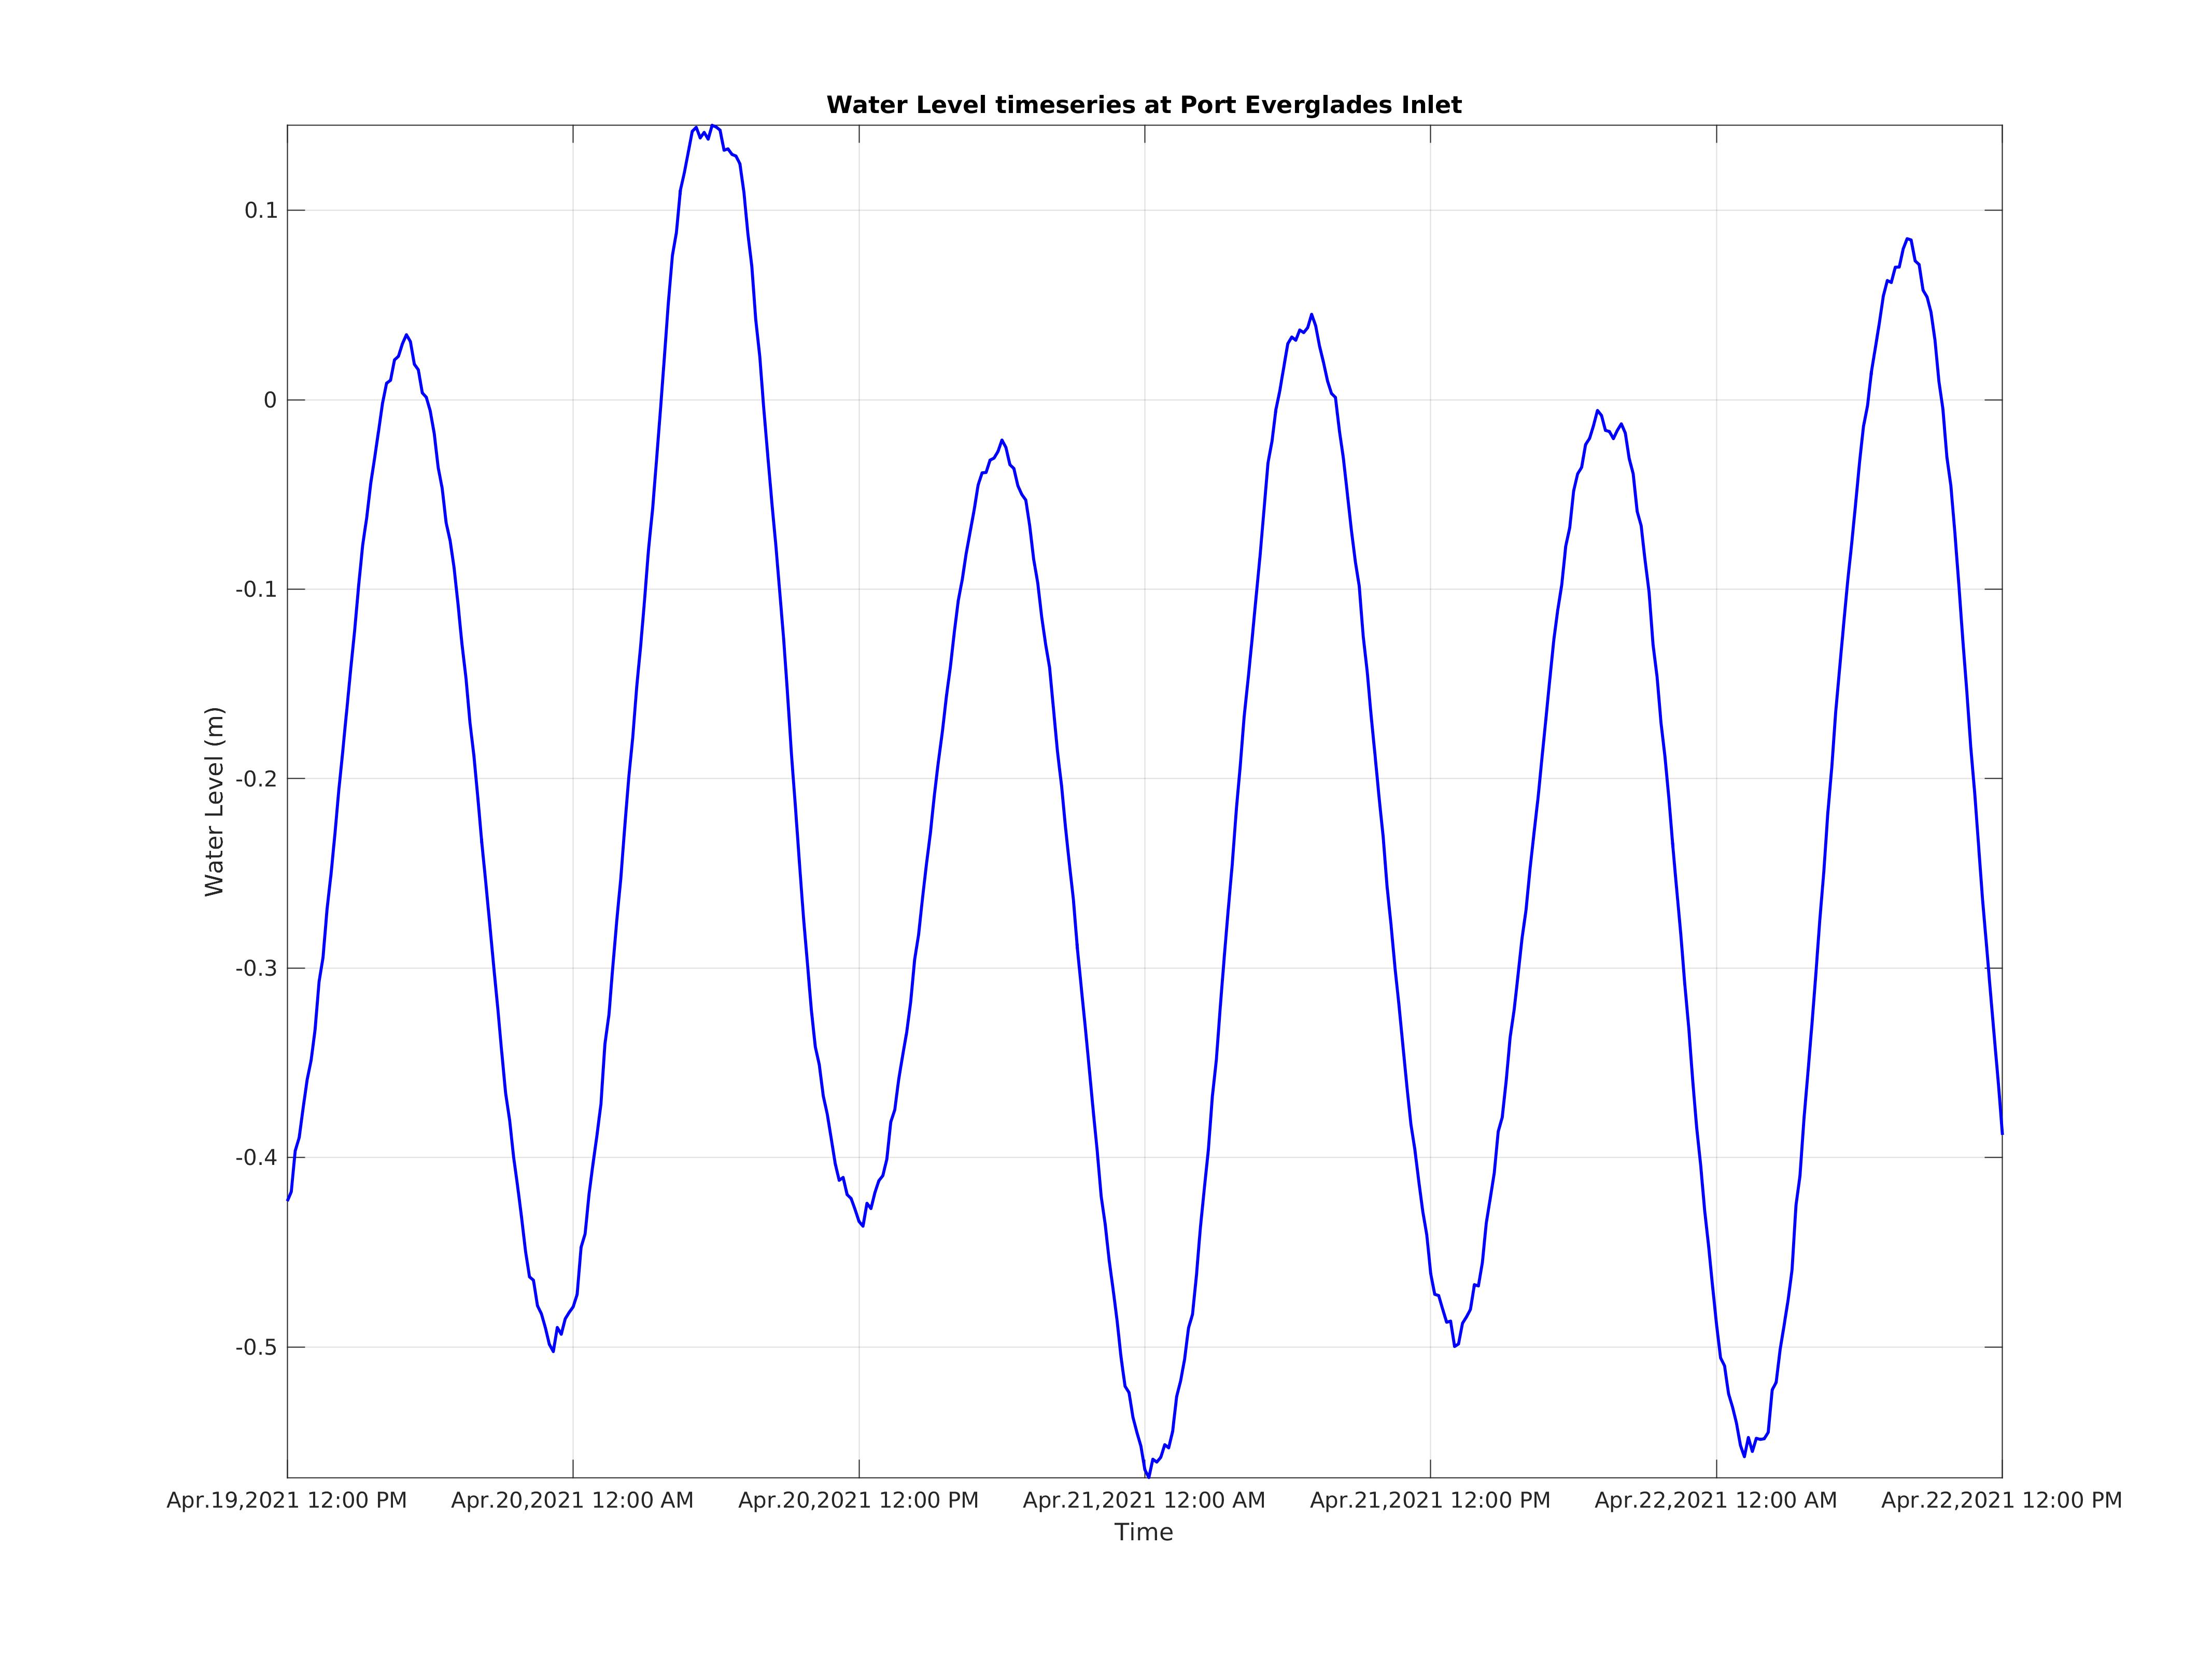 Water Level timeseries at Port Everglades Inlet
0.1
0
-0.1
-0.2
-0.3
-0.4
-0.5
Water Level (m)
Apr.19,2021 12:00 PM Apr.20,2021 12:00 AM Apr.20,2021 12:00 PM Apr.21,2021 12:00 AM Apr.21,2021 12:00 PM Apr.22,2021 12:00 AM Apr.22,2021 12:00 PM
Time